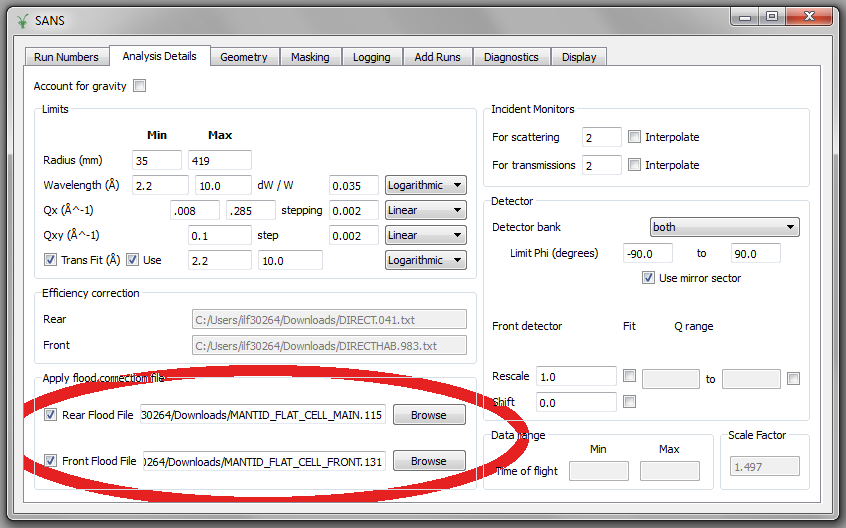 SANS
Run Numbers Analysis Details Geometry Masking Logging Add Runs Diagnostics Display
Account for gravity
Limits
Min Max
Radius (mm) 35 419
Wavelength (Å) 2.2 10.0 dW / W 0.035 Logarithmic
Qx (Å^-1) .008 .285 stepping 0.002 Linear
Qxy (Å^-1) 0.1 step 0.002 Linear
Trans Fit (Å) Use 2.2 10.0 Logarithmic
Efficiency correction
Rear C:/Users/ilf30264/Downloads/DIRECT.041.txt
Front C:/Users/ilf30264/Downloads/DIRECTHAB.983.txt
Apply flood connection file
Rear Flood File 30264/Downloads/MANTID_FLAT_CELL_MAIN.115 Browse
Front Flood File 0264/Downloads/MANTID_FLAT_CELL_FRONT.131 Browse
Incident Monitors
For scattering 2 Interpolate
For transmissions 2 Interpolate
Detector
Detector bank both
Limit Phi (degrees) -90.0 to 90.0
Use mirror sector
Front detector Fit Q range
Rescale 1.0 to
Shift 0.0
Data range
Min Max
Time of flight
Scale Factor
1.497